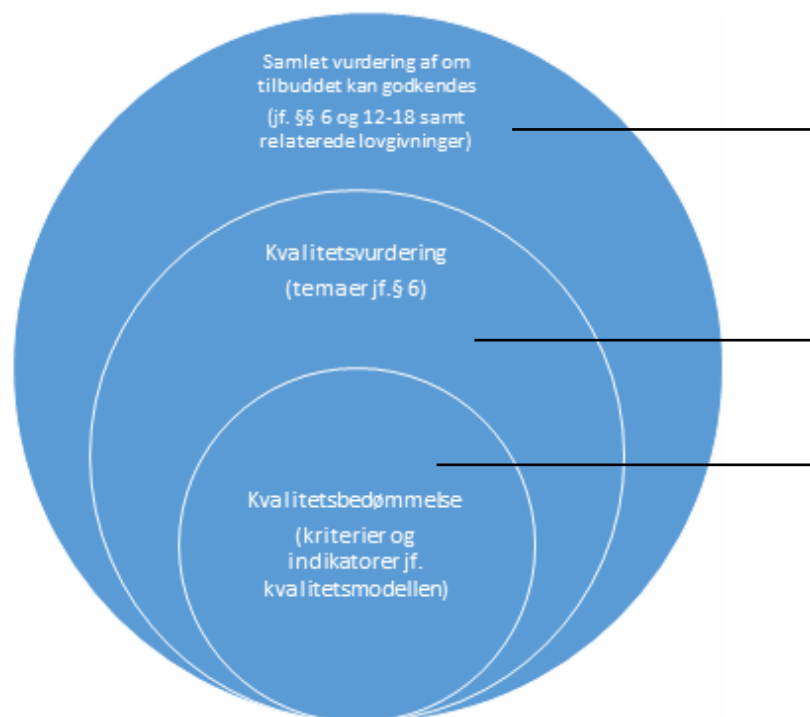 Samlet vurdering af om
tilbuddet kan godkendes
(jf. §§ 6 og 12-18 samt
relaterede lovgivninger)
Kvalitetsvurdering
(temaer jf.§ 6)
Kvalitetsbedømmelse
(kriterier og
indikatorer jf.
kvalitetsmodellen)